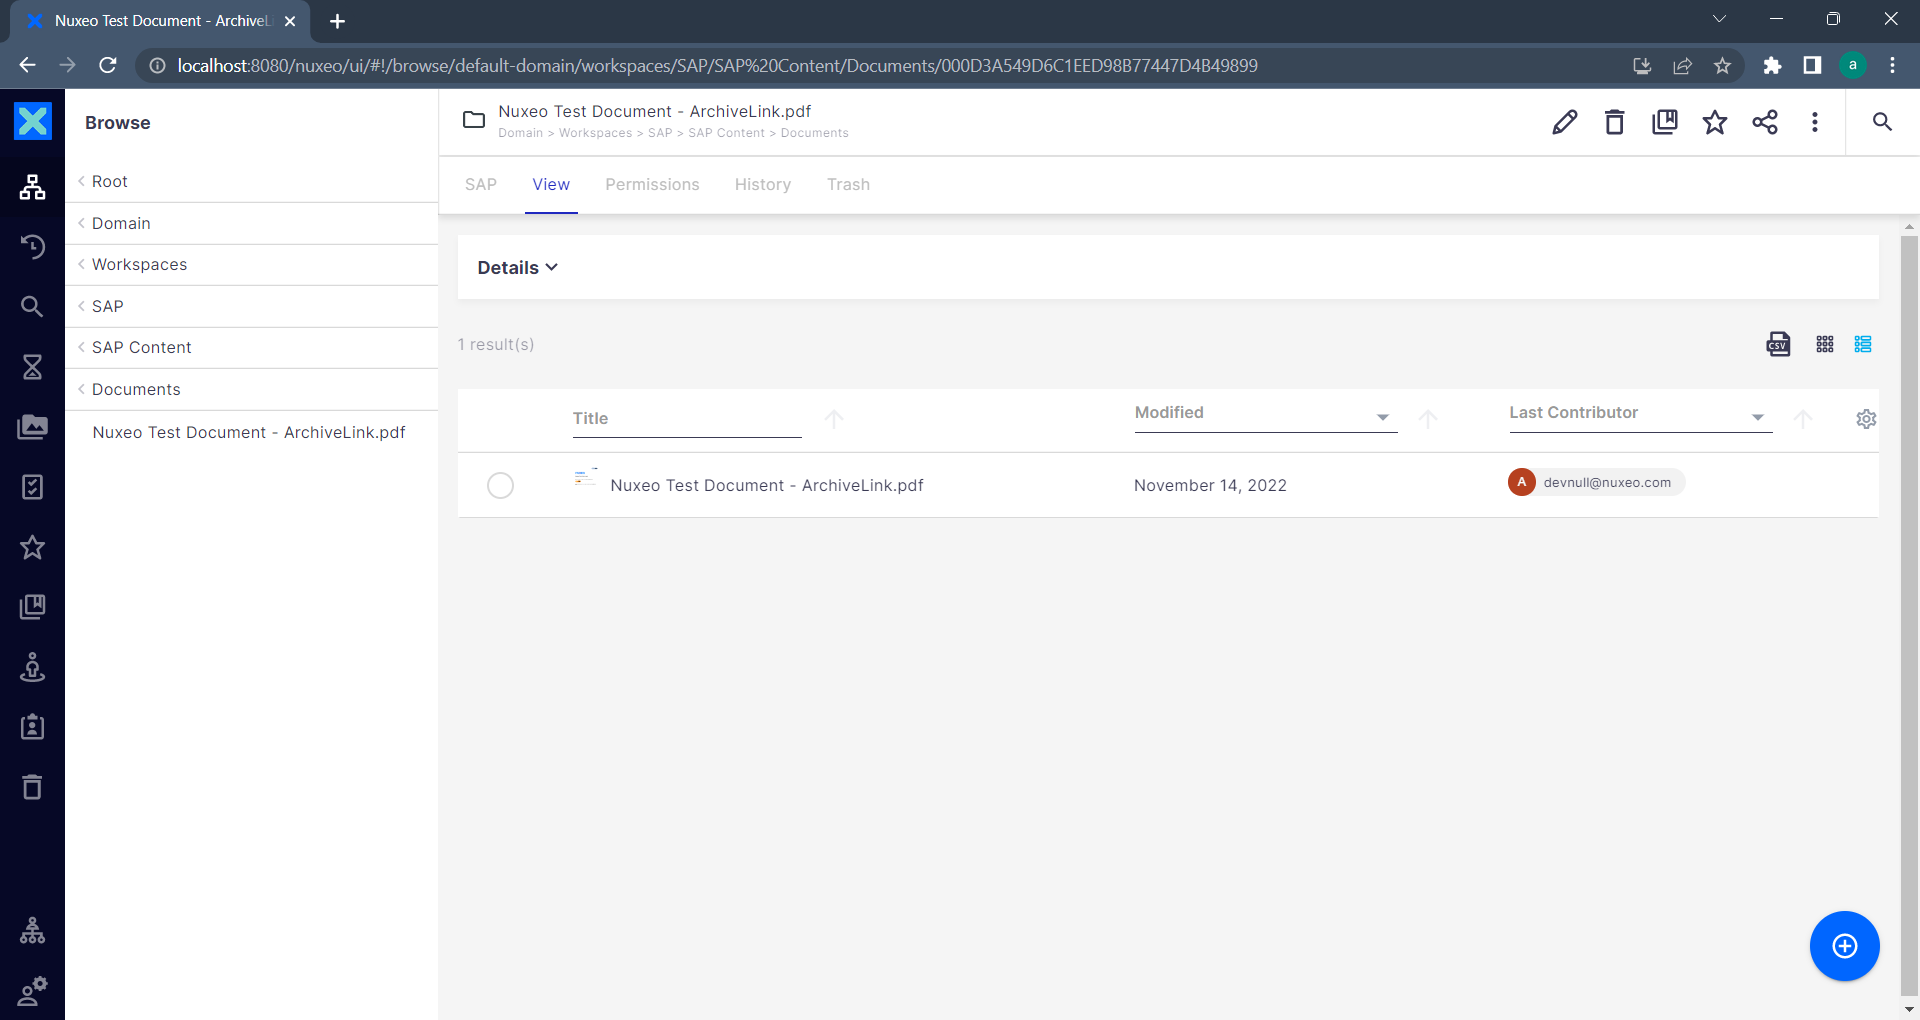 Nuxeo Test Document - ArchiveL
localhost:8080/nuxeo/ui/#!/browse/default-domain/workspaces/SAP/SAP%20Content/Documents/000D3A549D6C1EED98B77447D4B49899
a
Browse
Root
Domain
Workspaces
SAP
SAP Content
Documents
Nuxeo Test Document - ArchiveLink.pdf
Nuxeo Test Document - ArchiveLink.pdf
Domain > Workspaces > SAP > SAP Content > Documents
SAP View Permissions History Trash
Details
1 result(s)
CSV
Title Modified Last Contributor
Nuxeo Test Document - ArchiveLink.pdf November 14, 2022 A devnull@nuxeo.com